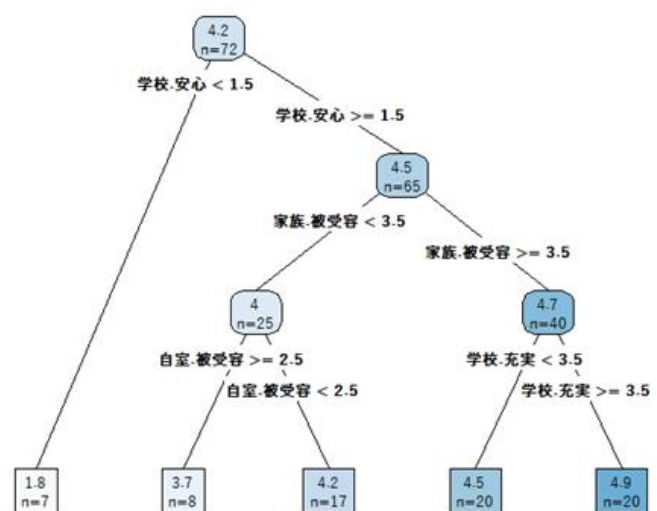 4.2
n=72
学校.安心 < 1.5
学校.安心 >= 1.5
4.5
n=65
家族.被受容 < 3.5
家族.被受容 >= 3.5
4
n=25
4.7
n=40
自室.被受容 >= 2.5
学校.充実 < 3.5
自室.被受容 < 2.5
学校.充実 >= 3.5
1.8
n=7
3.7
n=8
4.2
n=17
4.5
n=20
4.9
n=20